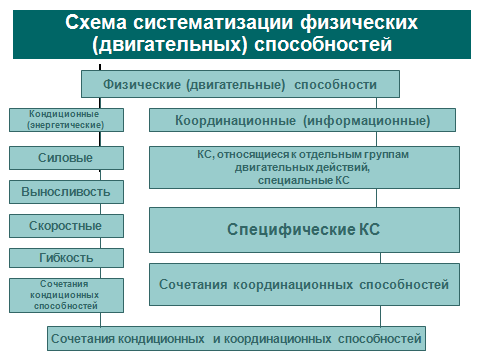 Схема систематизации физических
(двигательных) способностей
Физические (двигательные) способности
Кондиционные
(энергетические)
Силовые
Выносливость
Скоростные
Гибкость
Сочетания
кондиционных
способностей
Координационные (информационные)
КС, относящиеся к отдельным группам
двигательных действий,
специальные КС
Специфические КС
Сочетания координационных способностей
Сочетания кондиционных и координационных способностей